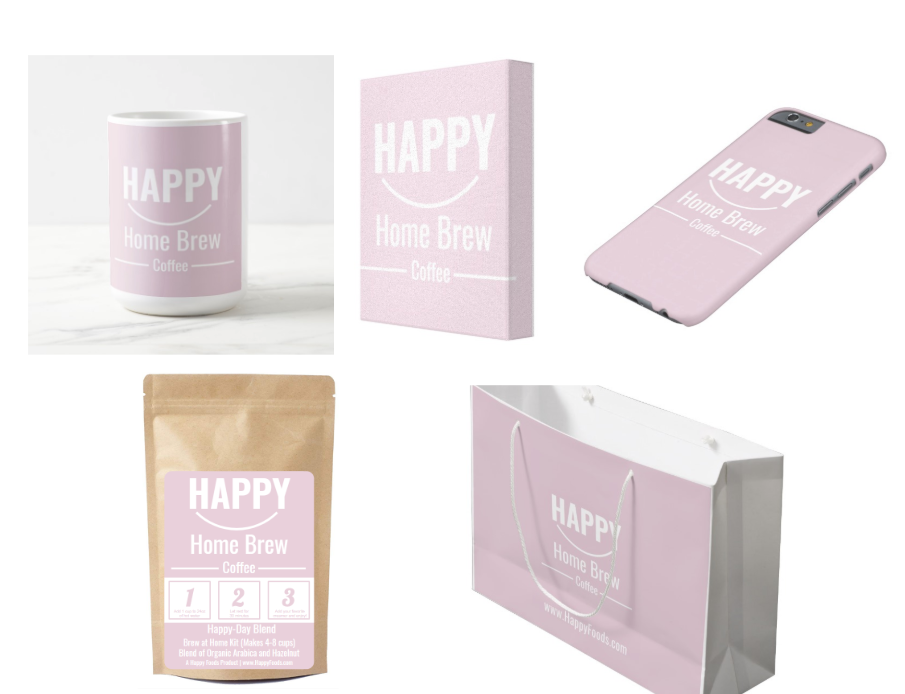 HAPPY
Home Brew
Coffee
HAPPY
Home Brew
Coffee
HAPPY
Home Brew
Coffee
HAPPY
Home Brew
Coffee
1
2
3
Happy-Day Blend
Brew at Home Kit (Makes 4-8 cups)
Blend of Organic Arabica and Hazelnut
A Happy Foods Product | www.HappyFoods.com
HAPPY
Home Brew
Coffee
www.HappyFoods.com